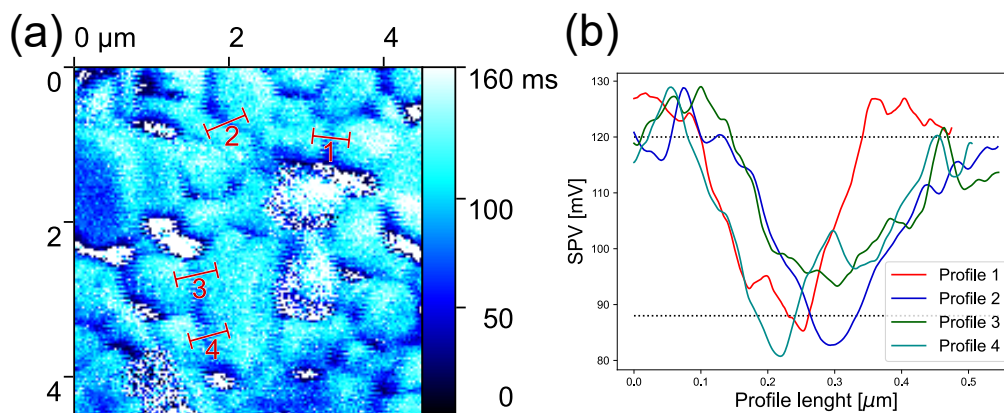 (a)
0 μm 2 4
0
2
4
1
2
3
4
160 ms
100
50
0
(b)
130
120
110
100
90
80
SPV [mV]
0.0 0.1 0.2 0.3 0.4 0.5
Profile lenght [μm]
Profile 1
Profile 2
Profile 3
Profile 4